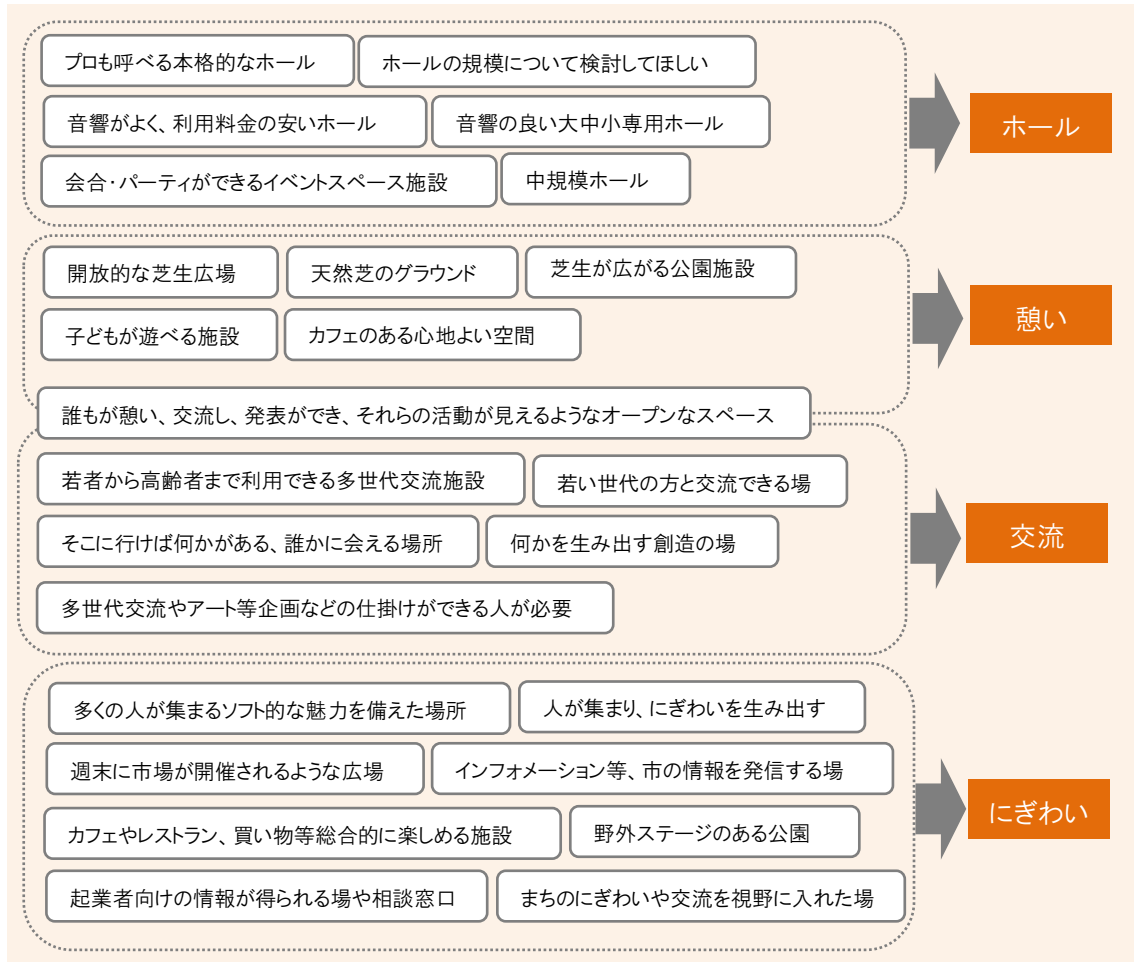 プロも呼べる本格的なホール
ホールの規模について検討してほしい
音響がよく、利用料金の安いホール
音響の良い大中小専用ホール
会合・パーティができるイベントスペース施設
中規模ホール
ホール
開放的な芝生広場
天然芝のグラウンド
芝生が広がる公園施設
子どもが遊べる施設
カフェのある心地よい空間
憩い
誰もが憩い、交流し、発表ができ、それらの活動が見えるようなオープンなスペース
若者から高齢者まで利用できる多世代交流施設
若い世代の方と交流できる場
そこに行けば何かがある、誰かに会える場所
何かを生み出す創造の場
多世代交流やアート等企画などの仕掛けができる人が必要
交流
多くの人が集まるソフト的な魅力を備えた場所
人が集まり、にぎわいを生み出す
週末に市場が開催されるような広場
インフォメーション等、市の情報を発信する場
カフェやレストラン、買い物等総合的に楽しめる施設
野外ステージのある公園
起業者向けの情報が得られる場や相談窓口
まちのにぎわいや交流を視野に入れた場
にぎわい